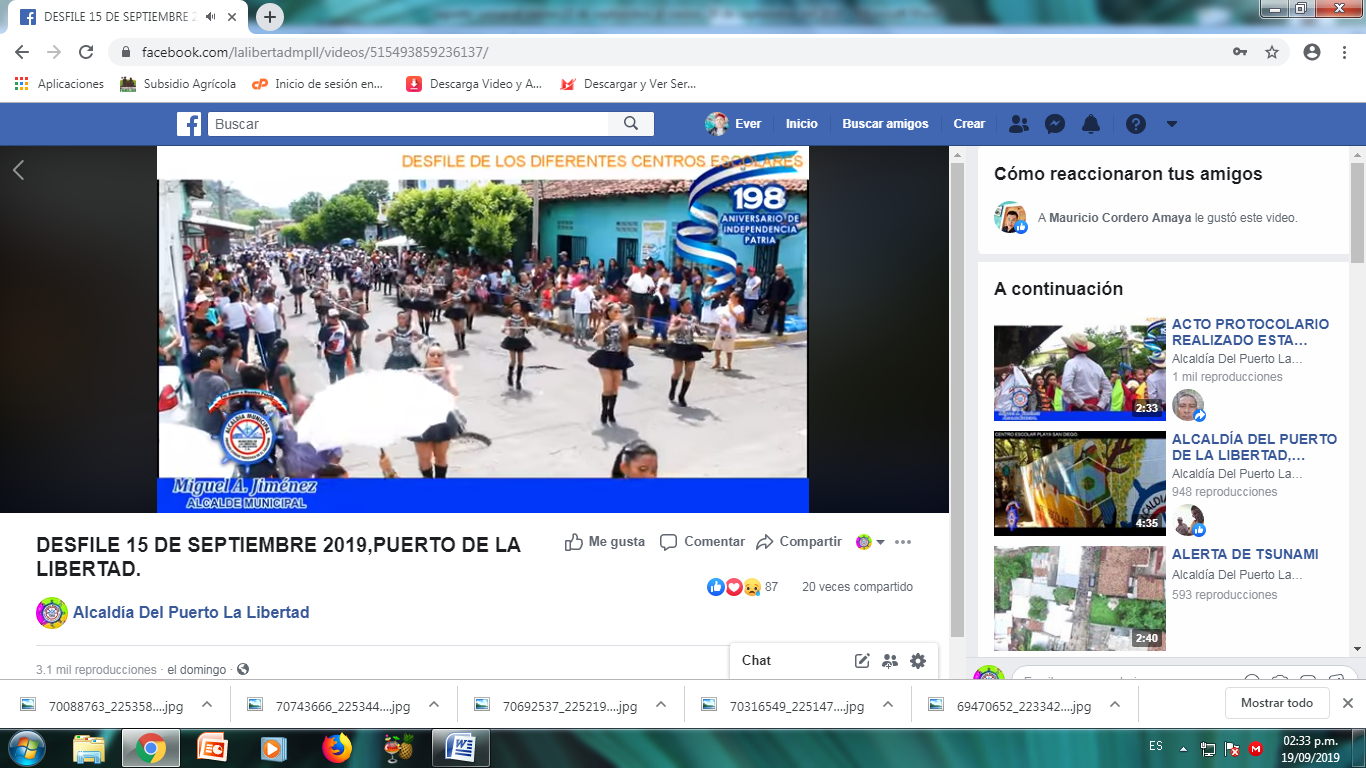 DESFILE 15 DE SEPTIEMBRE 2
facebook.com/lalibertadmpll/videos/515493859236137/
Aplicaciones
Subsidio Agrícola
Inicio de sesión en...
Descarga Video y A...
Descargar y Ver Ser...
Buscar
Ever
Inicio
Buscar amigos
Crear
DESFILE DE LOS DIFERENTES CENTROS ESCOLARES
198
ANIVERSARIO DE
INDEPENDENCIA
PATRIA
ALCALDIA MUNICIPAL
Miguel A. Jiménez
ALCALDE MUNICIPAL
DESFILE 15 DE SEPTIEMBRE 2019,PUERTO DE LA
LIBERTAD.
Me gusta
Comentar
Compartir
87
20 veces compartido
Alcaldía Del Puerto La Libertad
3.1 mil reproducciones · el domingo ·
Cómo reaccionaron tus amigos
A Mauricio Cordero Amaya le gustó este video.
A continuación
2:33
ACTO PROTOCOLARIO
REALIZADO ESTA...
Alcaldía Del Puerto La...
1 mil reproducciones
CENTRO ESCOLAR PLAYA SAN DIEGO
4:35
ALCALDÍA DEL PUERTO
DE LA LIBERTAD,...
Alcaldía Del Puerto La...
948 reproducciones
2:40
ALERTA DE TSUNAMI
Alcaldía Del Puerto La...
593 reproducciones
Chat
70088763_225358....jpg
70743666_225344....jpg
70692537_225219....jpg
70316549_225147....jpg
69470652_223342....jpg
Mostrar todo
ES
02:33 p.m.
19/09/2019